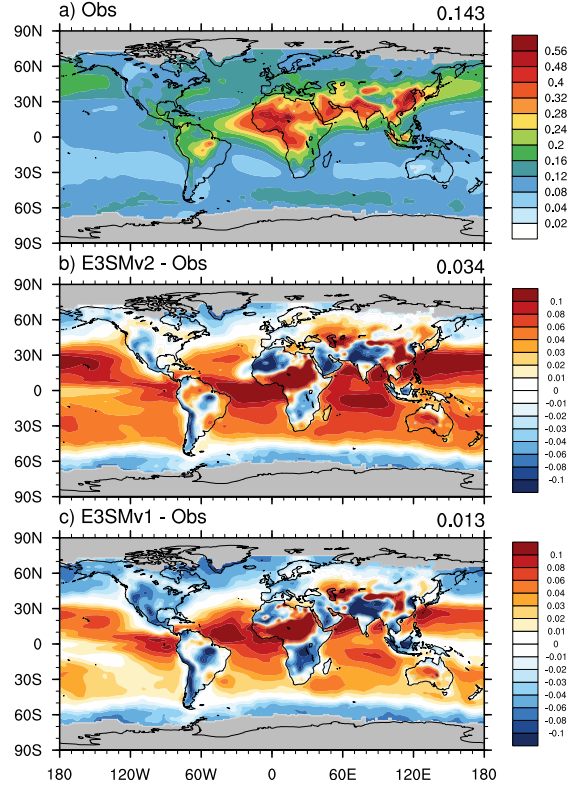 a) Obs 0.143
90N
60N
30N
0
30S
60S
90S
0.56
0.48
0.4
0.32
0.28
0.24
0.2
0.16
0.12
0.08
0.04
0.02
b) E3SMv2 - Obs 0.034
90N
60N
30N
0
30S
60S
90S
0.1
0.08
0.06
0.04
0.03
0.02
0.01
0
-0.01
-0.02
-0.03
-0.04
-0.06
-0.08
-0.1
c) E3SMv1 - Obs 0.013
90N
60N
30N
0
30S
60S
90S
0.1
0.08
0.06
0.04
0.03
0.02
0.01
0
-0.01
-0.02
-0.03
-0.04
-0.06
-0.08
-0.1
180 120W 60W 0 60E 120E 180